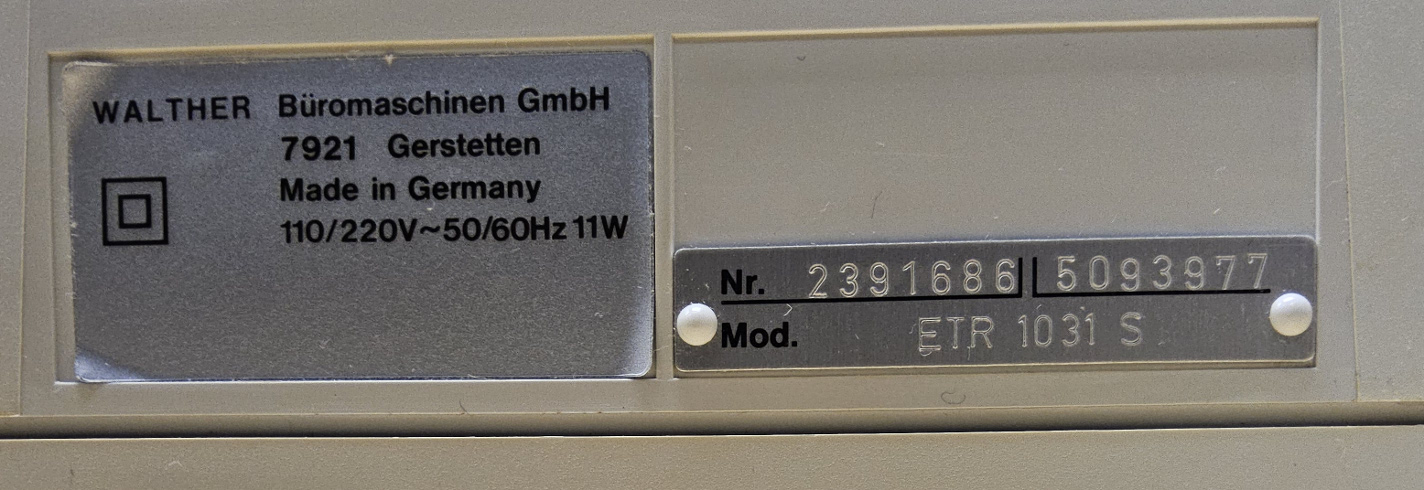 WALTHER Büromaschinen GmbH
7921 Gerstetten
Made in Germany
110/220V~50/60Hz 11W
Nr. 2391686 5093977
Mod. ETR 1031 S